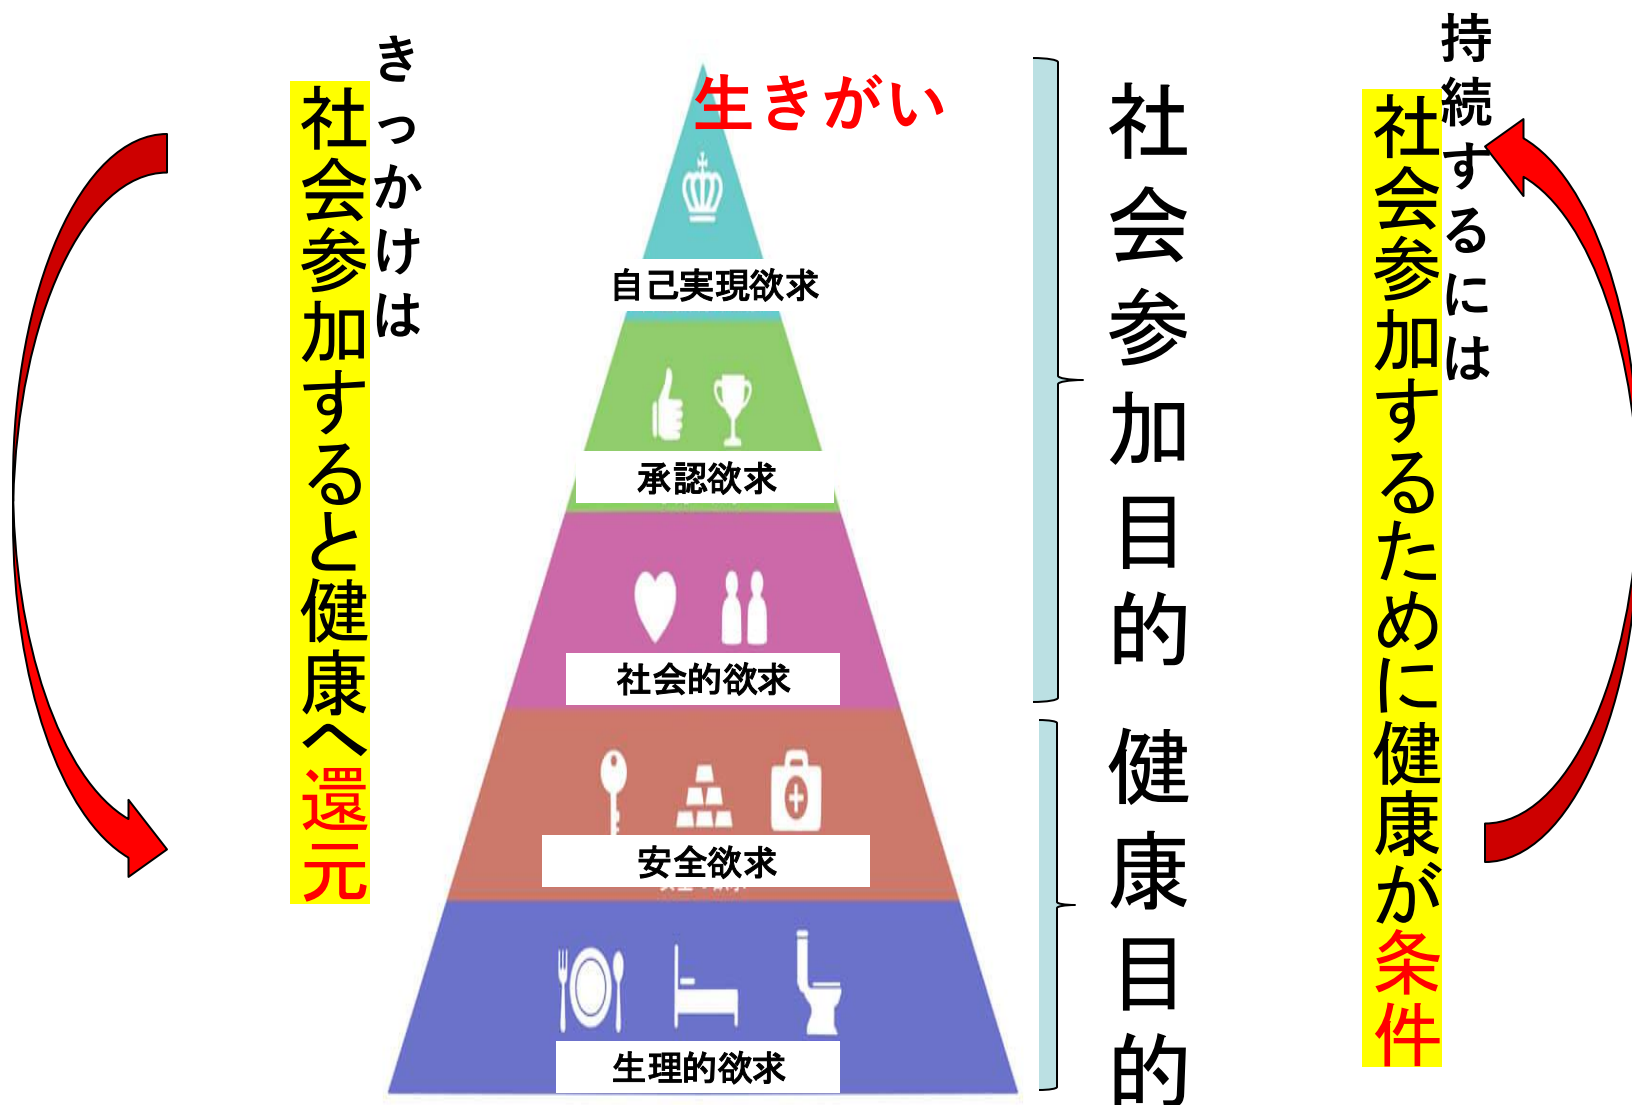 きっかけは
社会参加すると健康へ還元
生きがい
自己実現欲求
承認欲求
社会的欲求
安全欲求
生理的欲求
社会参加目的
健康目的
持続するには
社会参加するために健康が条件